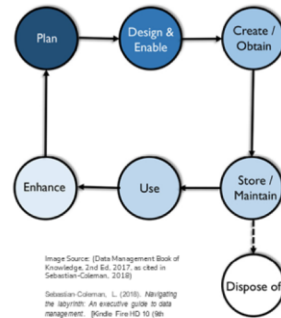 Plan
Design &
Enable
Create /
Obtain
Enhance
Use
Store /
Maintain
Dispose of
Image Source: (Data Management Book of
Knowledge, 2nd Ed. 2017, as cited in
Sebastian-Coleman, 2018)
Sebastian-Coleman, L. (2018). Navigating
the labyrinth: An executive guide to data
management. [Kindle Fire HD 10 (9th